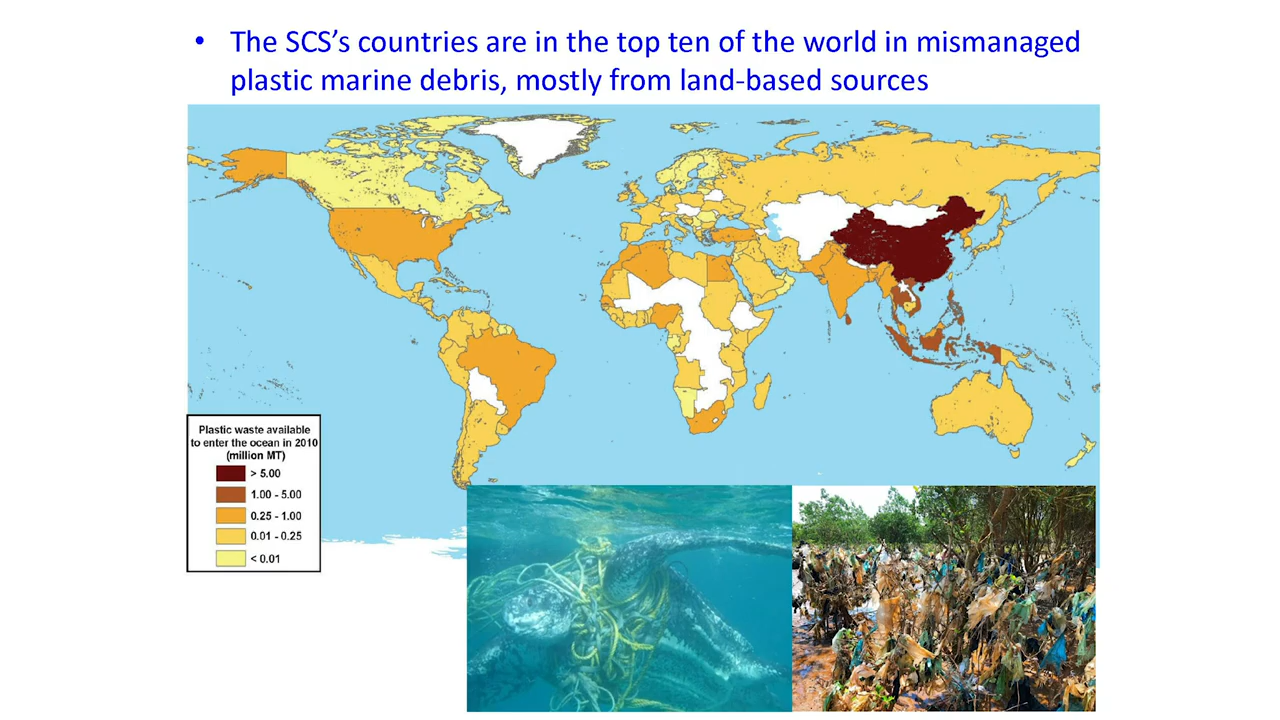 • The SCS’s countries are in the top ten of the world in mismanaged
plastic marine debris, mostly from land-based sources
Plastic waste available
to enter the ocean in 2010
(million MT)
> 5.00
1.00 - 5.00
0.25 - 1.00
0.01 - 0.25
< 0.01